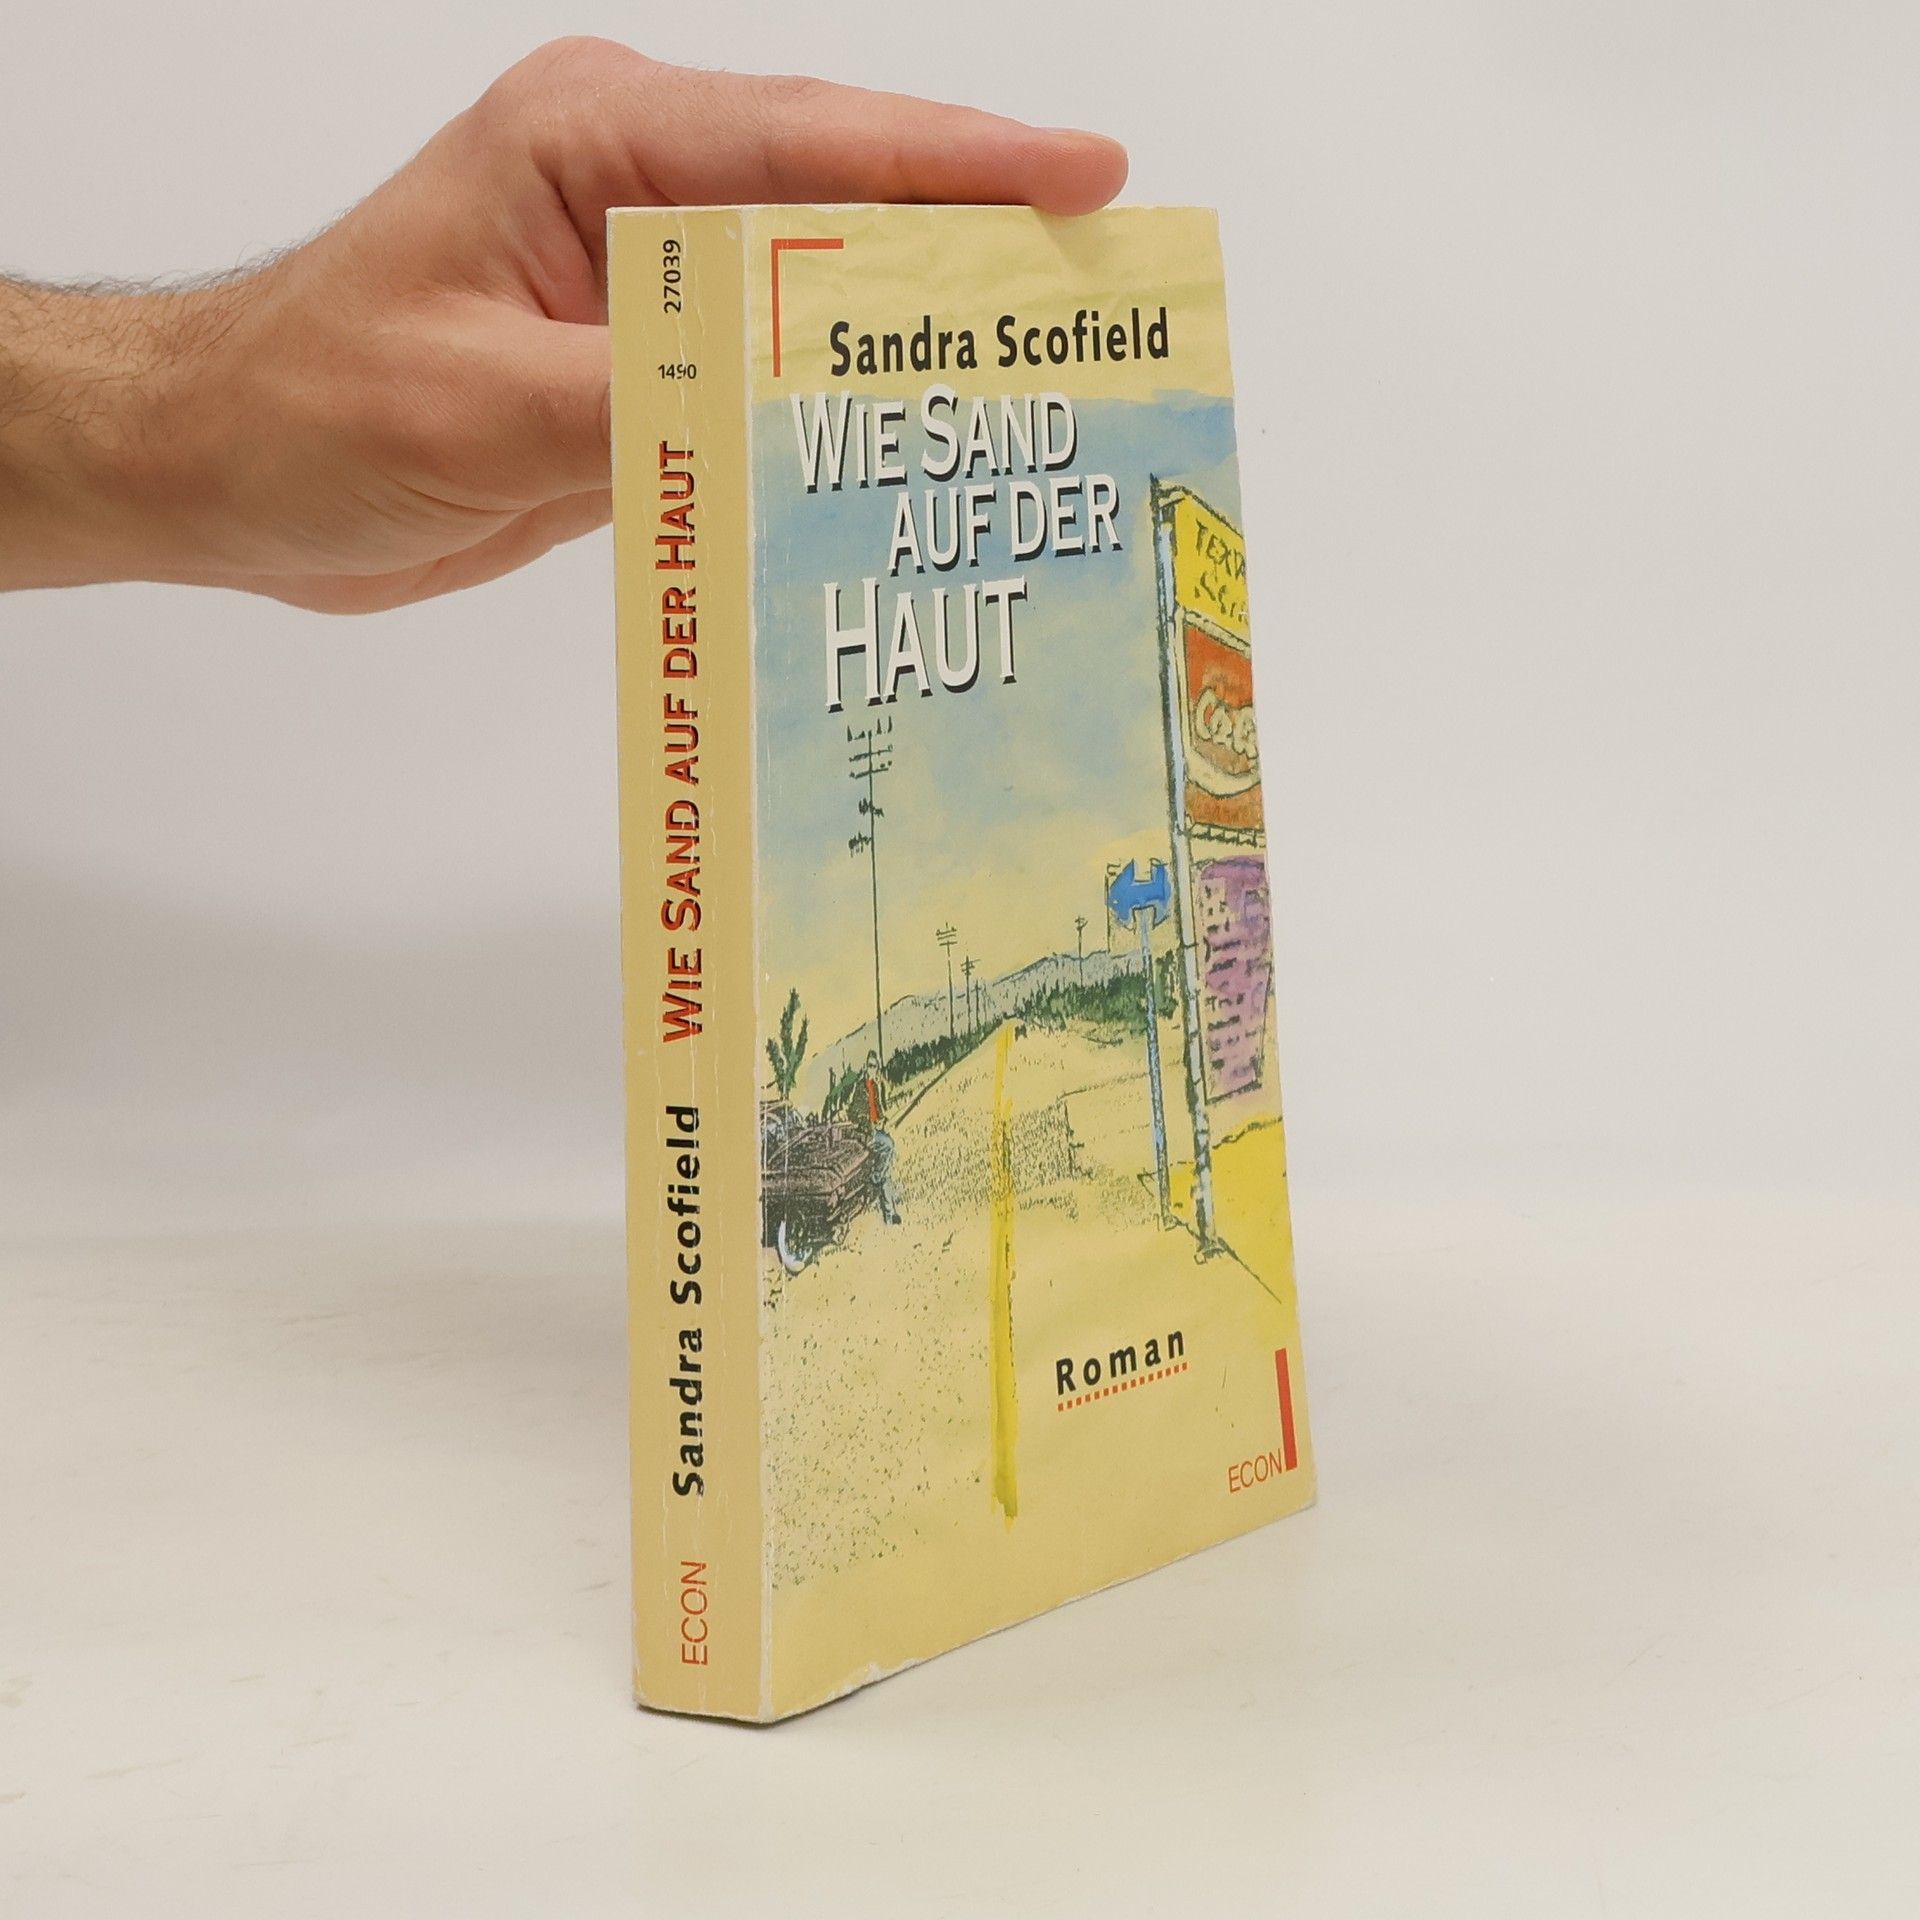 27039
1490
Sandra Scofield WIE SAND AUF DER HAUT
ECON
Sandra Scofield
WIE SAND
AUF DER
HAUT
Roman
ECON